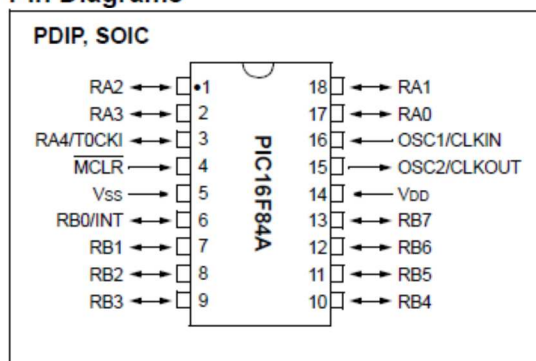 Pin Diagrams
PDIP, SOIC
RA2 •1 18 RA1
RA3 2 17 RA0
RA4/T0CKI 3 16 OSC1/CLKIN
MCLR 4 15 OSC2/CLKOUT
VSS 5 14 VDD
RB0/INT 6 13 RB7
RB1 7 12 RB6
RB2 8 11 RB5
RB3 9 10 RB4
PIC16F84A